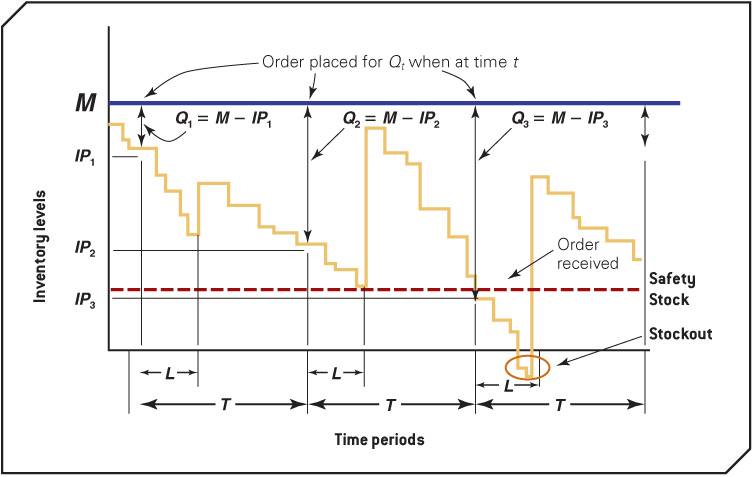 Order placed for Qt when at time t
M
Q1 = M – IP1
Q2 = M – IP2
Q3 = M – IP3
IP1
Inventory levels
IP2
Order
received
Safety
IP3
Stock
Stockout
L
L
L
T
T
T
Time periods